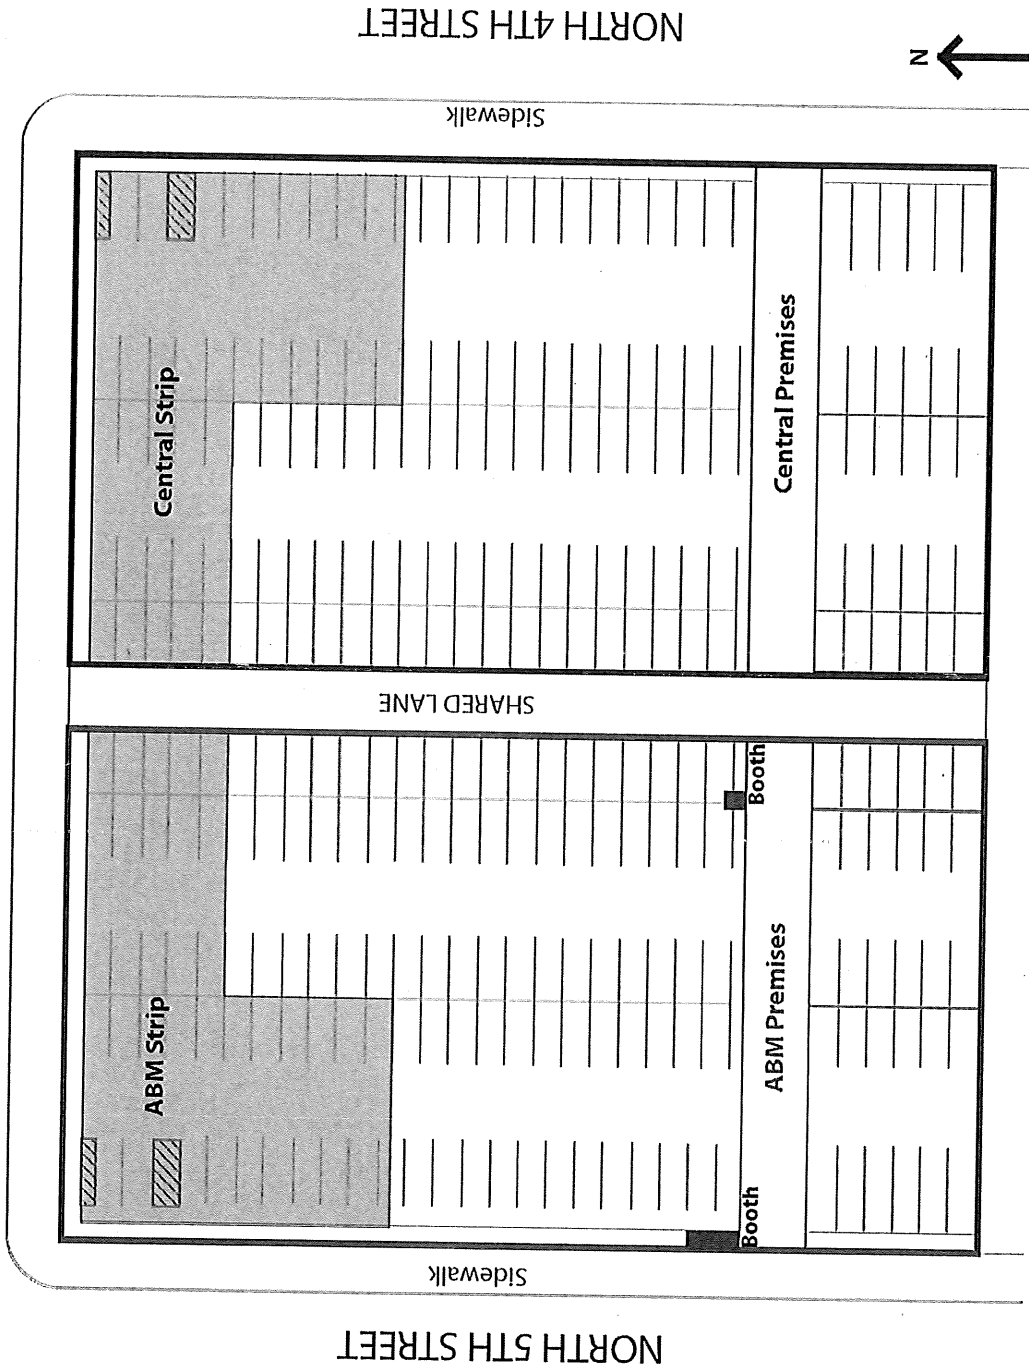 NORTH 4TH STREET
N
Sidewalk
Central Strip
Central Premises
SHARED LANE
Booth
ABM Strip
ABM Premises
Booth
Sidewalk
NORTH 5TH STREET